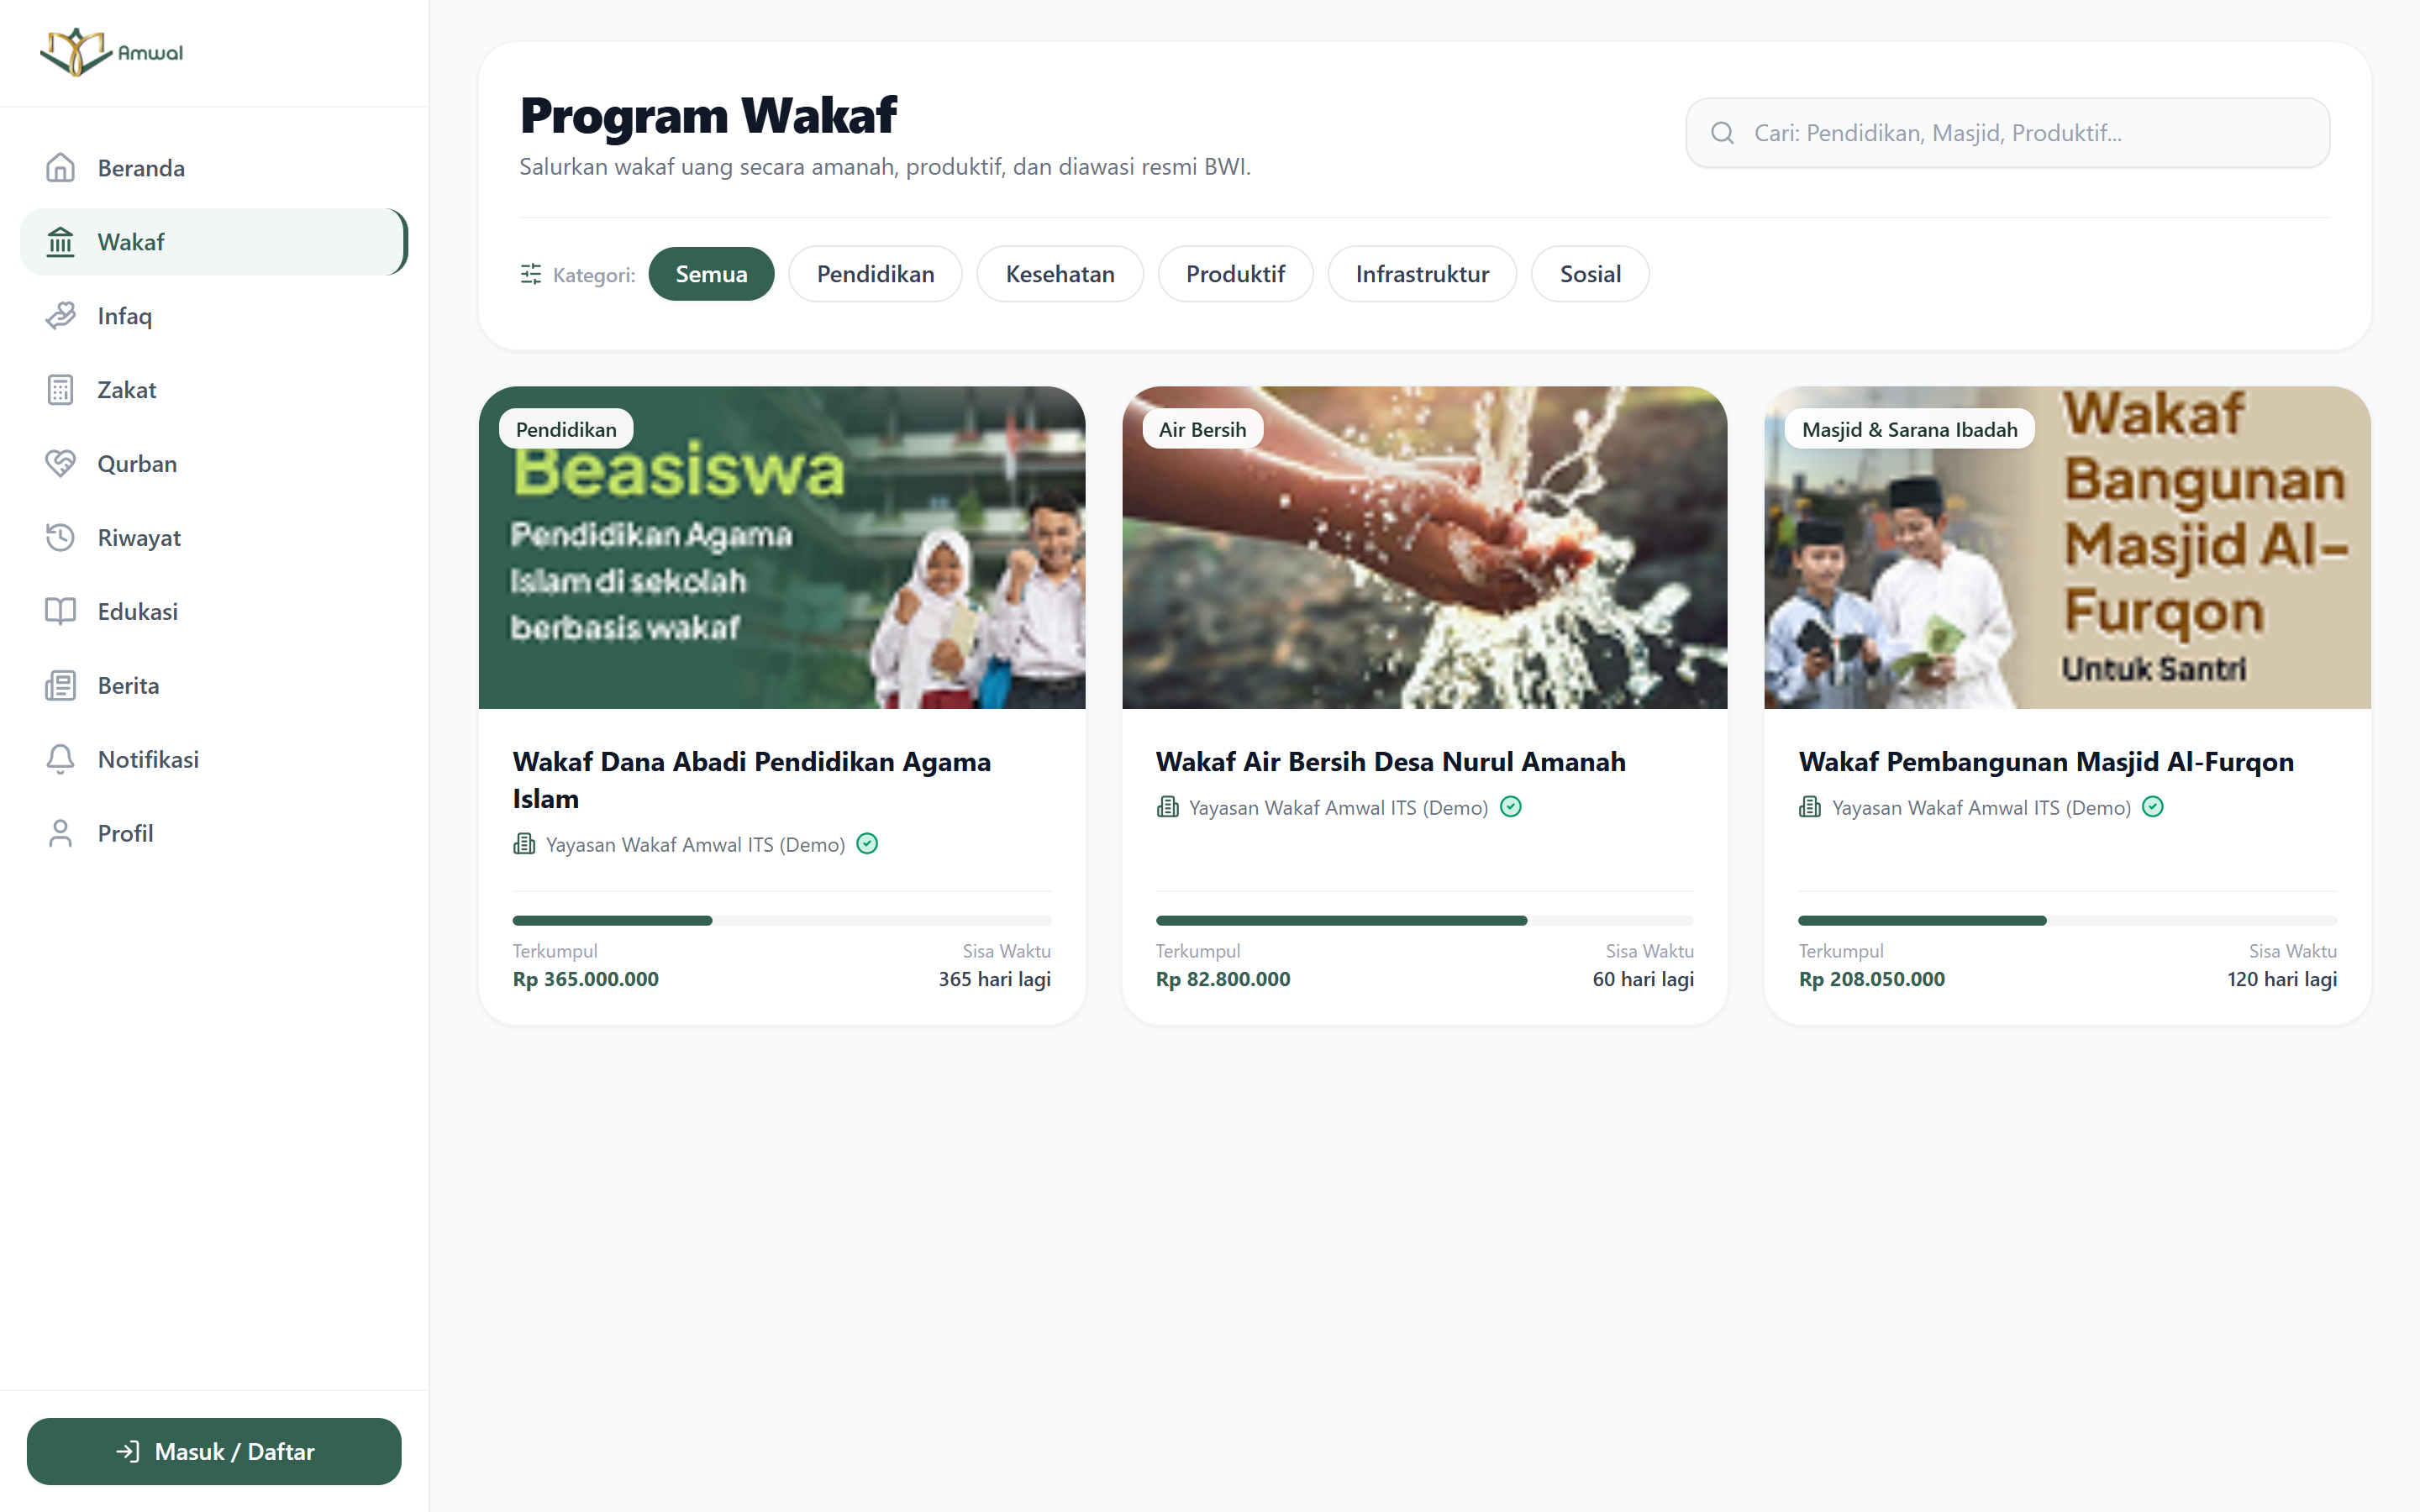 Amwal
Beranda
Wakaf
Infaq
Zakat
Qurban
Riwayat
Edukasi
Berita
Notifikasi
Profil
Masuk / Daftar
Program Wakaf
Salurkan wakaf uang secara amanah, produktif, dan diawasi resmi BWI.
Cari: Pendidikan, Masjid, Produktif...
Kategori:
Semua
Pendidikan
Kesehatan
Produktif
Infrastruktur
Sosial
Pendidikan
Beasiswa
Pendidikan Agama
Islam di sekolah
berbasis wakaf
Wakaf Dana Abadi Pendidikan Agama
Islam
Yayasan Wakaf Amwal ITS (Demo)
Terkumpul
Sisa Waktu
Rp 365.000.000
365 hari lagi
Air Bersih
Wakaf Air Bersih Desa Nurul Amanah
Yayasan Wakaf Amwal ITS (Demo)
Terkumpul
Sisa Waktu
Rp 82.800.000
60 hari lagi
Masjid & Sarana Ibadah
Wakaf
Bangunan
Masjid Al-
Furqon
Untuk Santri
Wakaf Pembangunan Masjid Al-Furqon
Yayasan Wakaf Amwal ITS (Demo)
Terkumpul
Sisa Waktu
Rp 208.050.000
120 hari lagi